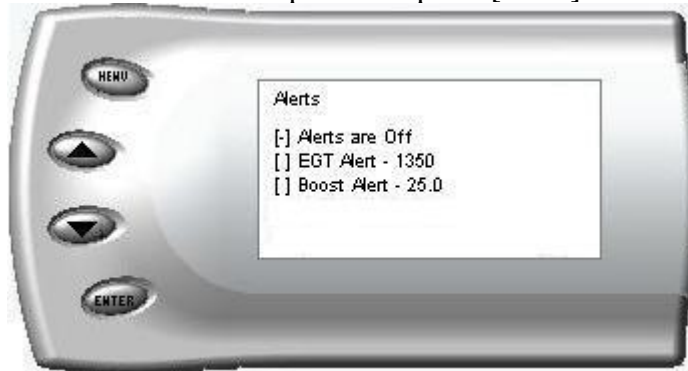 MENU
Alerts
[-] Alerts are Off
[ ] EGT Alert - 1350
[ ] Boost Alert - 25.0
ENTER